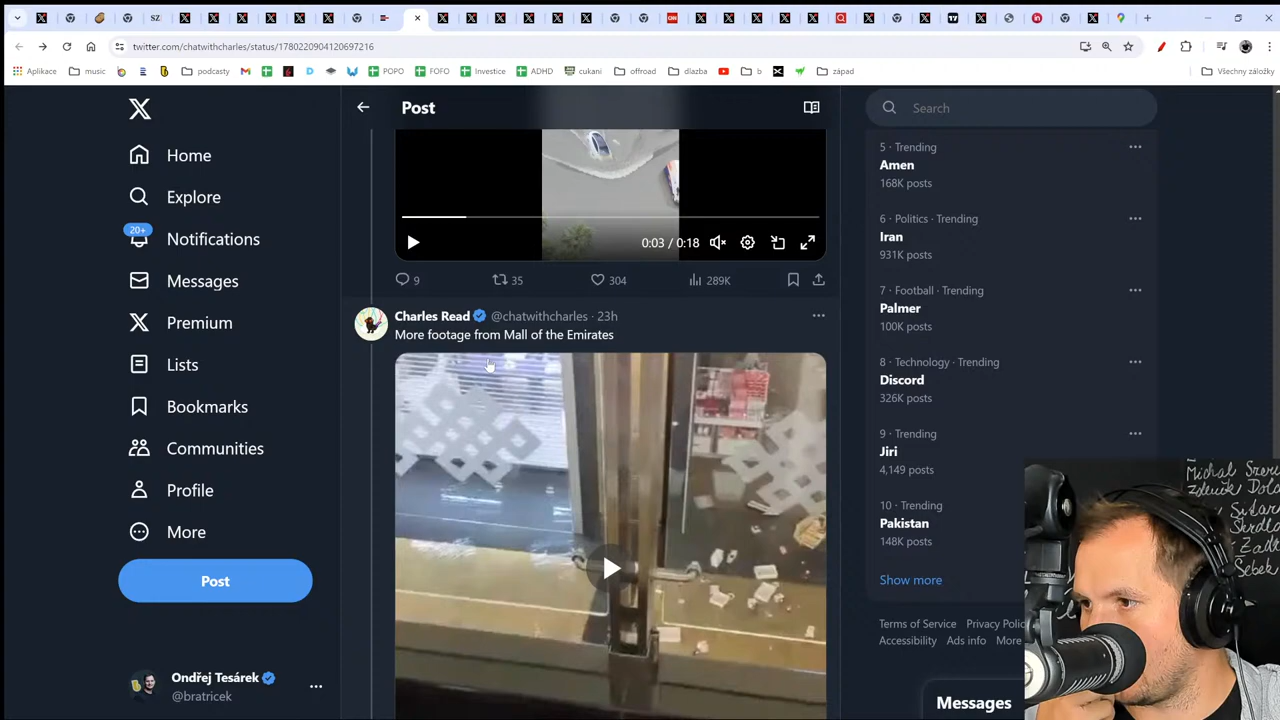 twitter.com/chatwithcharles/status/1780220904120697216
Aplikace
music
podcasty
POPO
FOFO
Investice
ADHD
cukani
offroad
dlazba
b
západ
Všechny záložky
Home
Explore
20+
Notifications
Messages
Premium
Lists
Bookmarks
Communities
Profile
More
Post
Ondřej Tesárek
@bratricek
Post
0:03 / 0:18
9
35
304
289K
Charles Read @chatwithcharles · 23h
More footage from Mall of the Emirates
Search
5 · Trending
Amen
168K posts
6 · Politics · Trending
Iran
931K posts
7 · Football · Trending
Palmer
100K posts
8 · Technology · Trending
Discord
326K posts
9 · Trending
Jiri
4,149 posts
10 · Trending
Pakistan
148K posts
Show more
Terms of Service Privacy
Accessibility Ads info More
Messages
Michal
Zdeněk